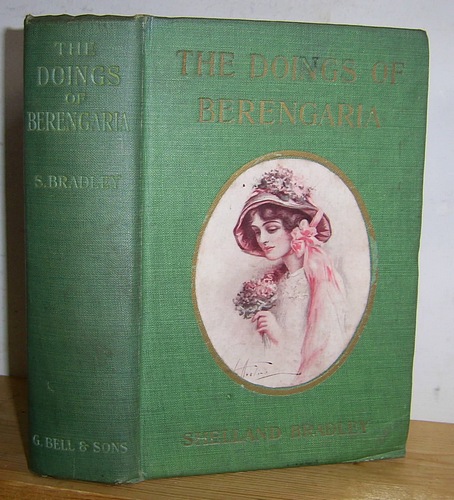 THE
DOINGS
OF
BERENGARIA
S. BRADLEY
G. BELL & SONS
THE DOINGS OF
BERENGARIA
SHELLAND BRADLEY